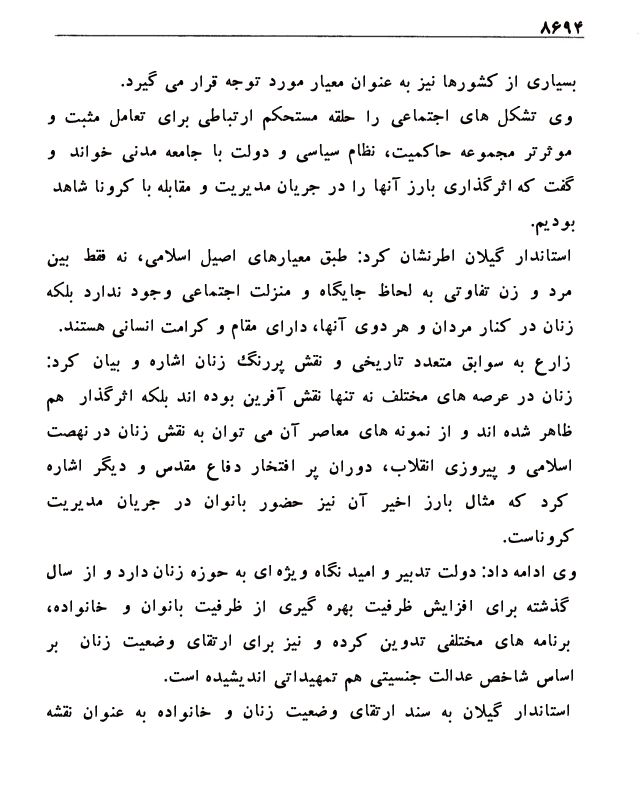 ۸۶۹۴
بسیاری از کشورها نیز به عنوان معیار مورد توجه قرار می گیرد.
وی تشکل های اجتماعی را حلقه مستحکم ارتباطی برای تعامل مثبت و
موثرتر مجموعه حاکمیت، نظام سیاسی و دولت با جامعه مدنی خواند و
گفت که اثرگذاری بارز آنها را در جریان مدیریت و مقابله با کرونا شاهد
بودیم.
استاندار گیلان اطرنشان کرد: طبق معیارهای اصیل اسلامی، نه فقط بین
مرد و زن تفاوتی به لحاظ جایگاه و منزلت اجتماعی وجود ندارد بلکه
زنان در کنار مردان و هر دوی آنها، دارای مقام و کرامت انسانی هستند.
زارع به سوابق متعدد تاریخی و نقش پررنگ زنان اشاره و بیان کرد:
زنان در عرصه های مختلف نه تنها نقش آفرین بوده اند بلکه اثرگذار هم
ظاهر شده اند و از نمونه های معاصر آن می توان به نقش زنان در نهصت
اسلامی و پیروزی انقلاب، دوران پر افتخار دفاع مقدس و دیگر اشاره
کرد که مثال بارز اخیر آن نیز حضور بانوان در جریان مدیریت
کروناست.
وی ادامه داد: دولت تدبیر و امید نگاه ویژه ای به حوزه زنان دارد و از سال
گذشته برای افزایش ظرفیت بهره گیری از ظرفیت بانوان و خانواده،
برنامه های مختلفی تدوین کرده و نیز برای ارتقای وضعیت زنان بر
اساس شاخص عدالت جنسیتی هم تمهیداتی اندیشیده است.
استاندار گیلان به سند ارتقای وضعیت زنان و خانواده به عنوان نقشه